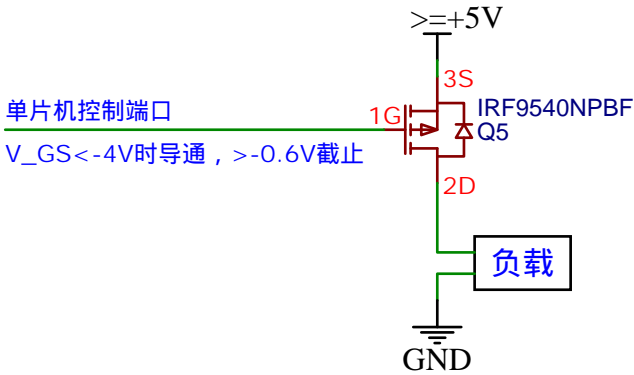 >=+5V
3S
单片机控制端口
1G
IRF9540NPBF
Q5
V_GS<-4V时导通，>-0.6V截止
2D
负载
GND